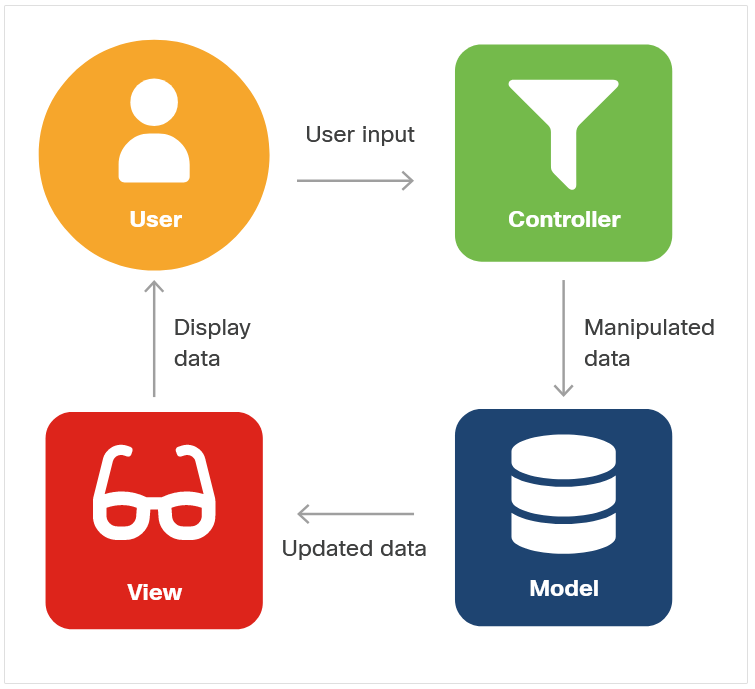 User input
User
Controller
Display
data
Manipulated
data
Updated data
View
Model